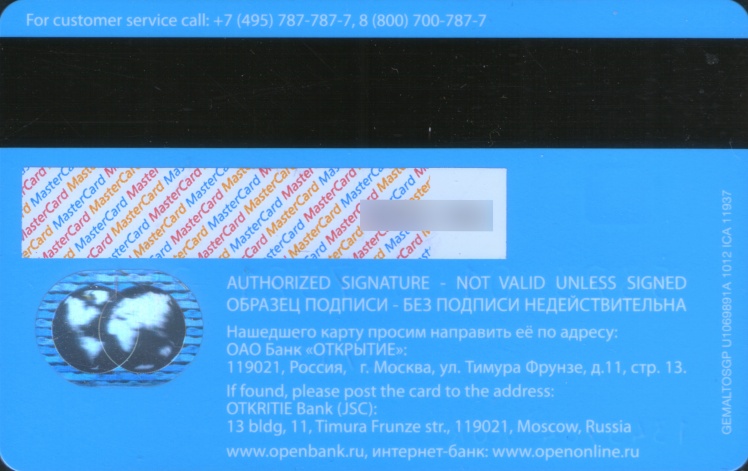 For customer service call: +7 (495) 787-787-7, 8 (800) 700-787-7
MasterCard MasterCard MasterCard MasterCard MasterCard
AUTHORIZED SIGNATURE - NOT VALID UNLESS SIGNED
ОБРАЗЕЦ ПОДПИСИ - БЕЗ ПОДПИСИ НЕДЕЙСТВИТЕЛЬНА
Нашедшего карту просим направить её по адресу:
ОАО Банк «ОТКРЫТИЕ»:
119021, Россия, г. Москва, ул. Тимура Фрунзе, д.11, стр. 13.
If found, please post the card to the address:
OTKRITIE Bank (JSC):
13 bldg, 11, Timura Frunze str., 119021, Moscow, Russia
www.openbank.ru, интернет-банк: www.openonline.ru
GEMALTOSGP U1069891A 1012 ICA 11937